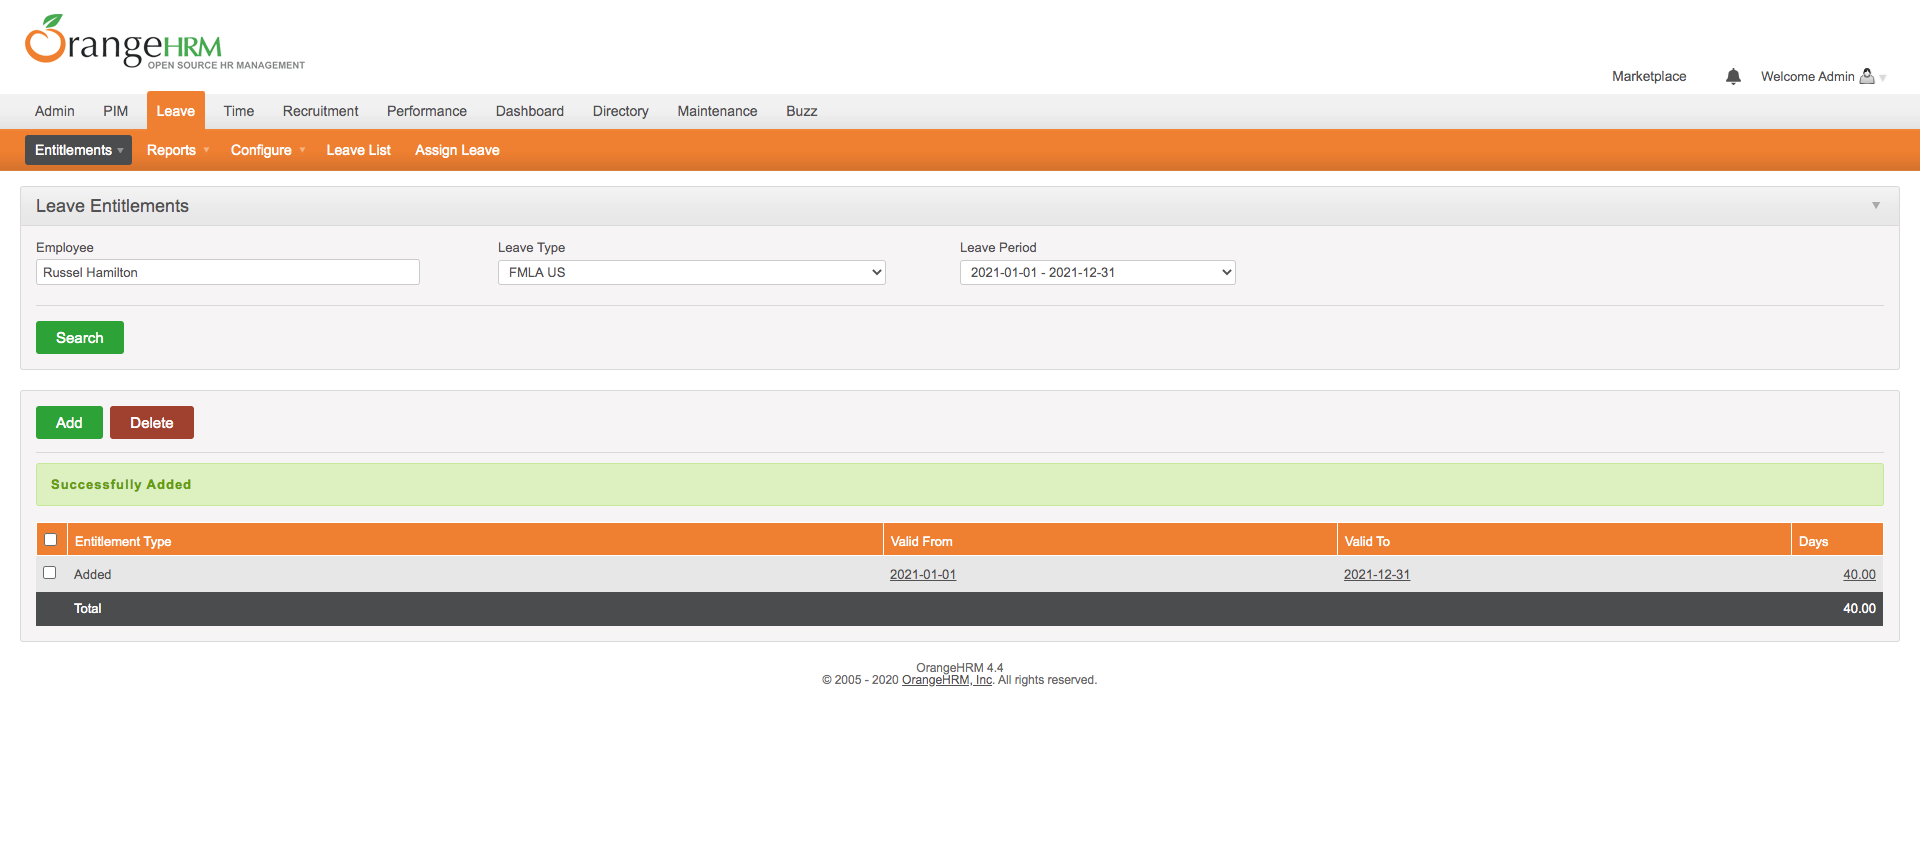 OrangeHRM
OPEN SOURCE HR MANAGEMENT
Marketplace Welcome Admin
Admin PIM Leave Time Recruitment Performance Dashboard Directory Maintenance Buzz
Entitlements Reports Configure Leave List Assign Leave
Leave Entitlements
Employee Leave Type Leave Period
Russel Hamilton FMLA US 2021-01-01 - 2021-12-31
Search
Add Delete
Successfully Added
Entitlement Type Valid From Valid To Days
Added 2021-01-01 2021-12-31 40.00
Total 40.00
OrangeHRM 4.4
© 2005 - 2020 OrangeHRM, Inc. All rights reserved.